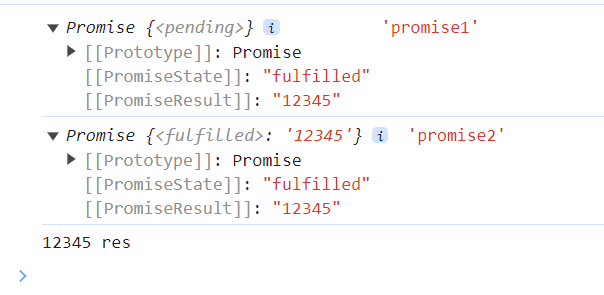 Promise {<pending>} i 'promise1'
[[Prototype]]: Promise
[[PromiseState]]: "fulfilled"
[[PromiseResult]]: "12345"
Promise {<fulfilled>: '12345'} i 'promise2'
[[Prototype]]: Promise
[[PromiseState]]: "fulfilled"
[[PromiseResult]]: "12345"
12345 res